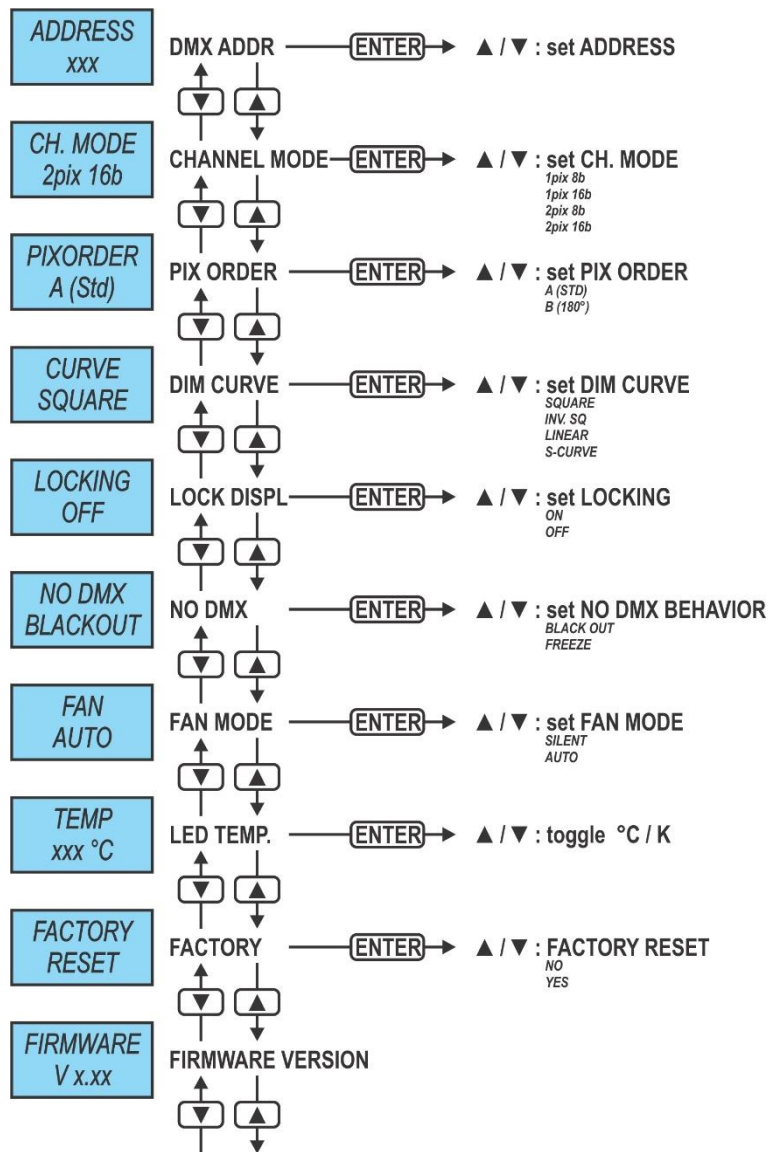 ADDRESS
xxx
DMX ADDR ENTER ▲ / ▼ : set ADDRESS
▼ ▲
CH. MODE
2pix 16b
CHANNEL MODE ENTER ▲ / ▼ : set CH. MODE
1pix 8b
1pix 16b
2pix 8b
2pix 16b
▼ ▲
PIXORDER
A (Std)
PIX ORDER ENTER ▲ / ▼ : set PIX ORDER
A (STD)
B (180°)
▼ ▲
CURVE
SQUARE
DIM CURVE ENTER ▲ / ▼ : set DIM CURVE
SQUARE
INV. SQ
LINEAR
S-CURVE
▼ ▲
LOCKING
OFF
LOCK DISPL ENTER ▲ / ▼ : set LOCKING
ON
OFF
▼ ▲
NO DMX
BLACKOUT
NO DMX ENTER ▲ / ▼ : set NO DMX BEHAVIOR
BLACK OUT
FREEZE
▼ ▲
FAN
AUTO
FAN MODE ENTER ▲ / ▼ : set FAN MODE
SILENT
AUTO
▼ ▲
TEMP
xxx °C
LED TEMP. ENTER ▲ / ▼ : toggle °C / K
▼ ▲
FACTORY
RESET
FACTORY ENTER ▲ / ▼ : FACTORY RESET
NO
YES
▼ ▲
FIRMWARE
V x.xx
FIRMWARE VERSION
▼ ▲